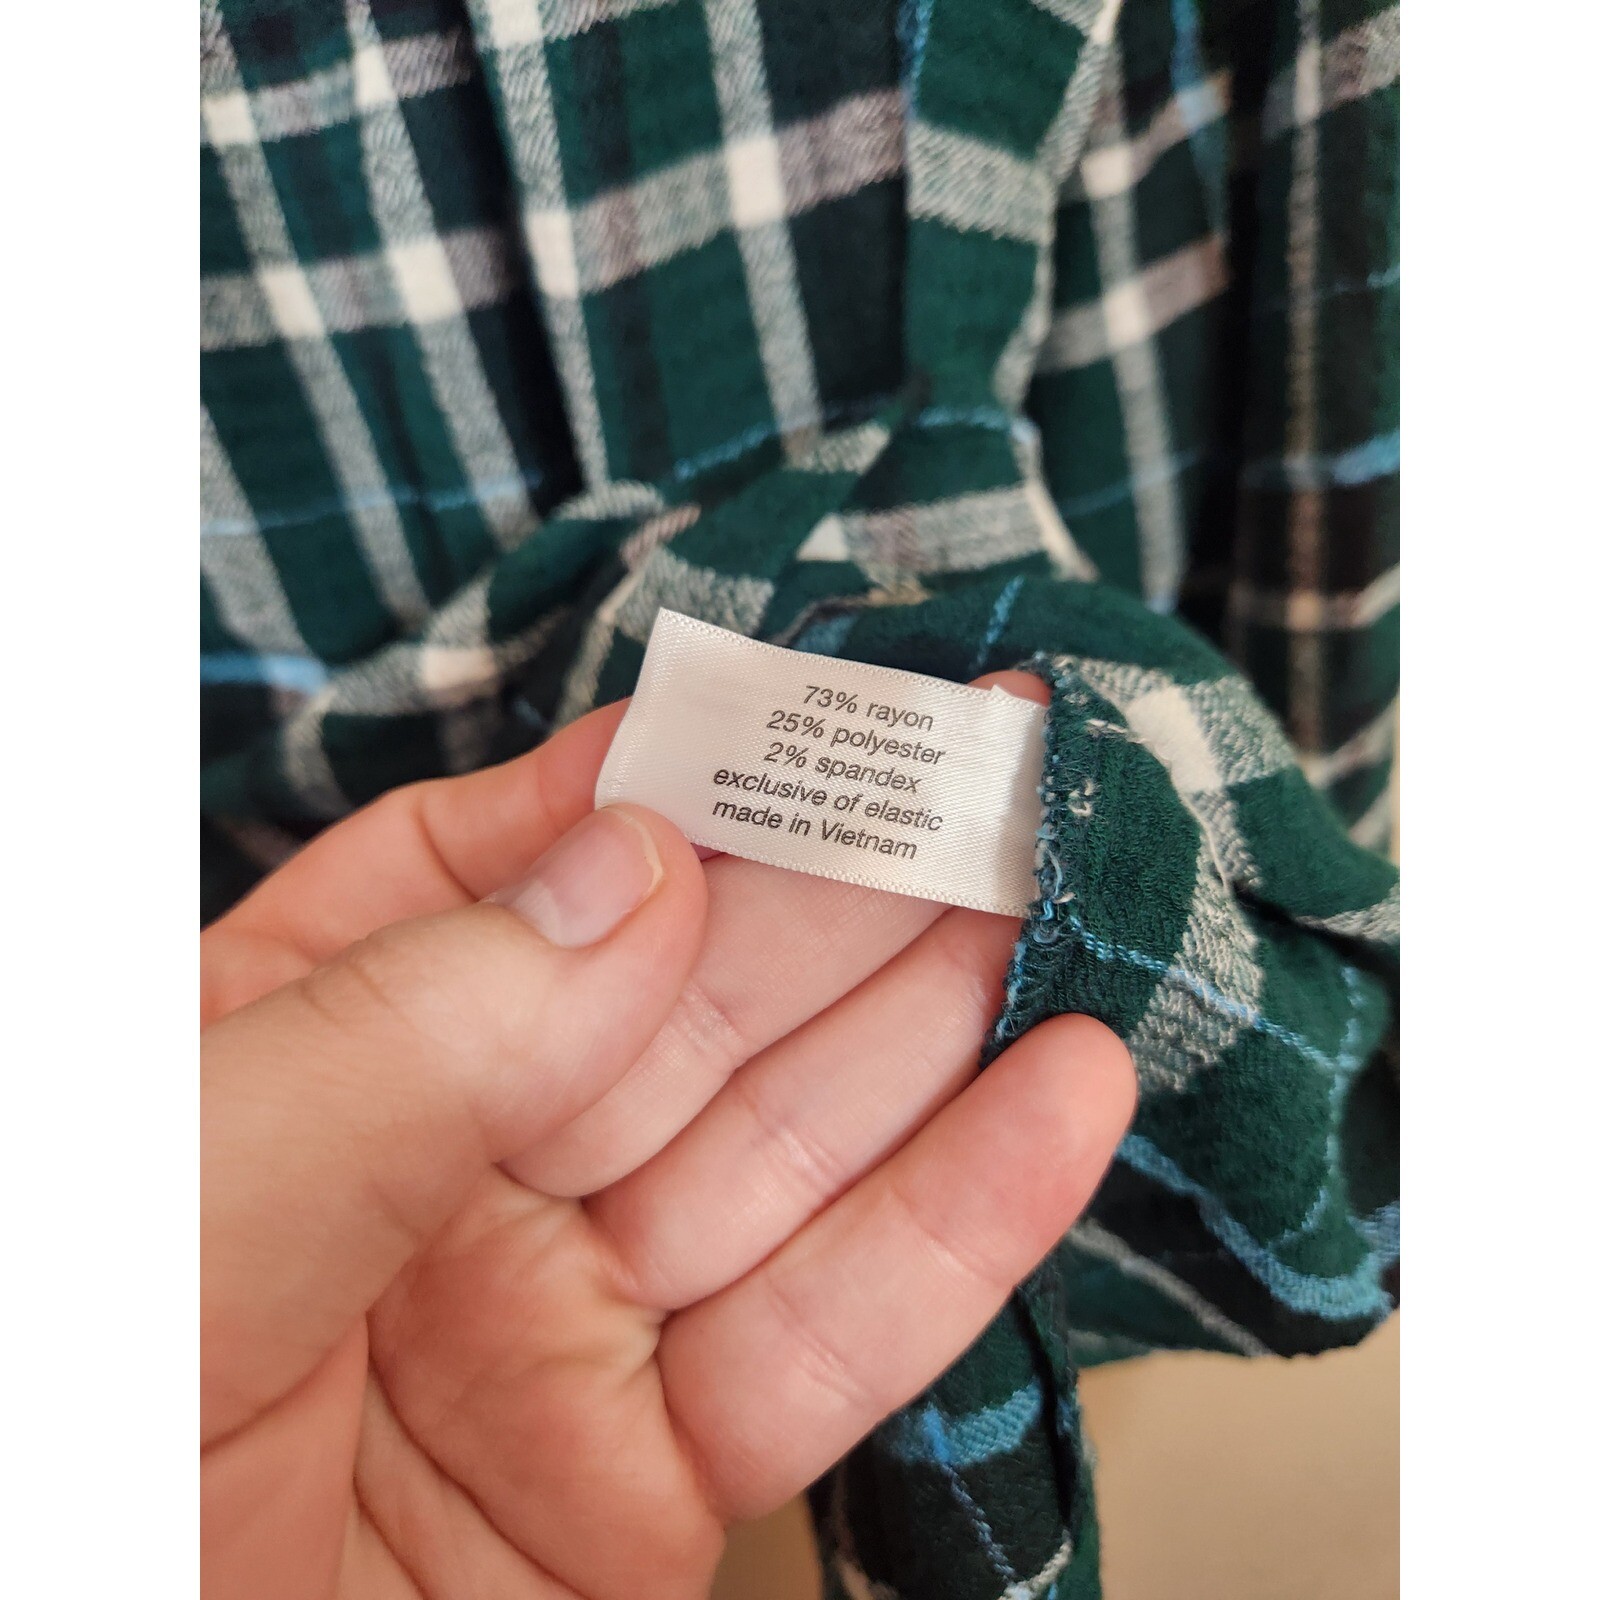 73% rayon
25% polyester
2% spandex
exclusive of elastic
made in Vietnam